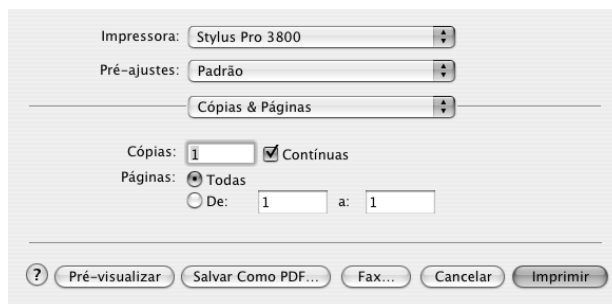 Impressora: Stylus Pro 3800
Pré-ajustes: Padrão
Cópias & Páginas
Cópias: 1 Contínuas
Páginas: Todas
De: 1 a: 1
? Pré-visualizar Salvar Como PDF... Fax... Cancelar Imprimir